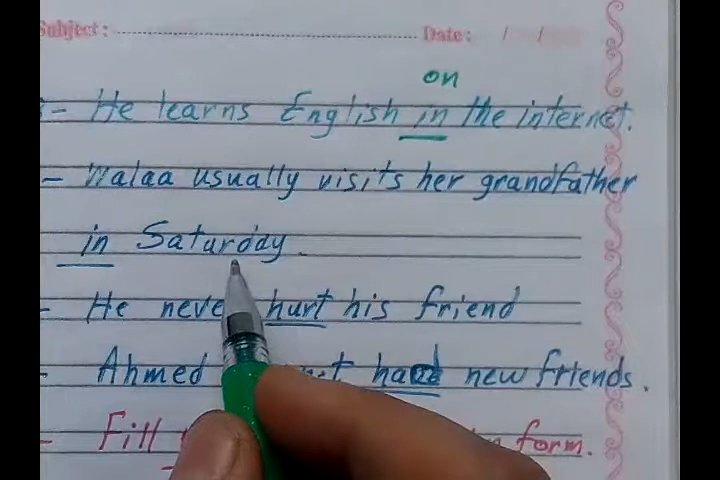 Subject: Date: / /
on
- He learns English in the internet.
- Walaa usually visits her grandfather
in Saturday.
- He never hurt his friend
- Ahmed new friends.
- Fill form.